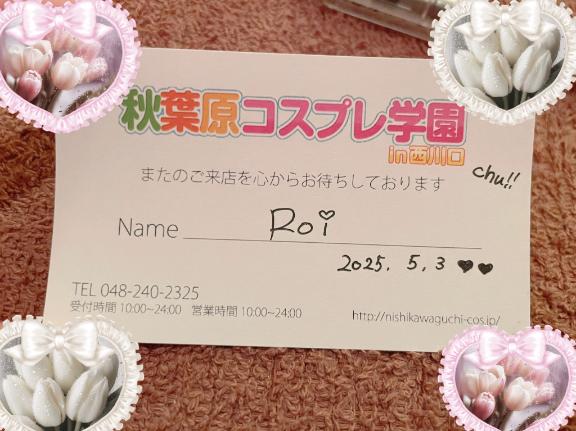 秋葉原コスプレ学園
in西川口
またのご来店を心からお待ちしております
chu!!
Name Roi
2025. 5. 3 ♥♥
TEL 048-240-2325
受付時間 10:00~24:00 営業時間 10:00~24:00
http://nishikawaguchi-cos.jp/